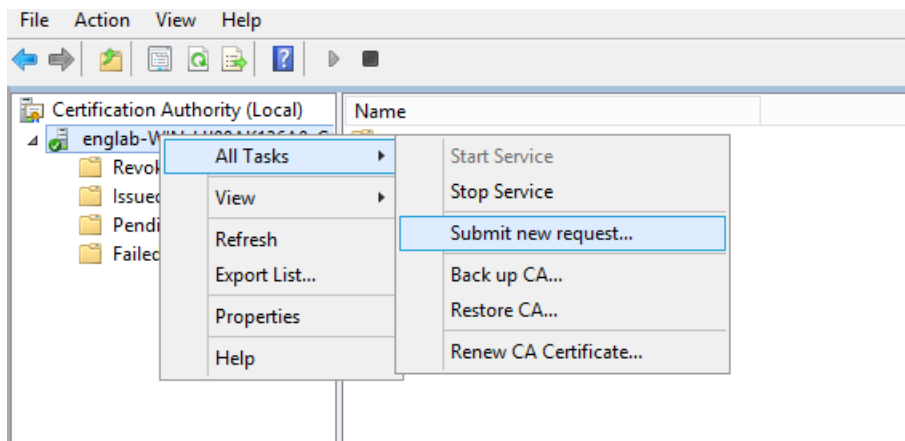 File Action View Help
Certification Authority (Local)
Name
All Tasks
View
Refresh
Export List...
Properties
Help
Start Service
Stop Service
Submit new request...
Back up CA...
Restore CA...
Renew CA Certificate...